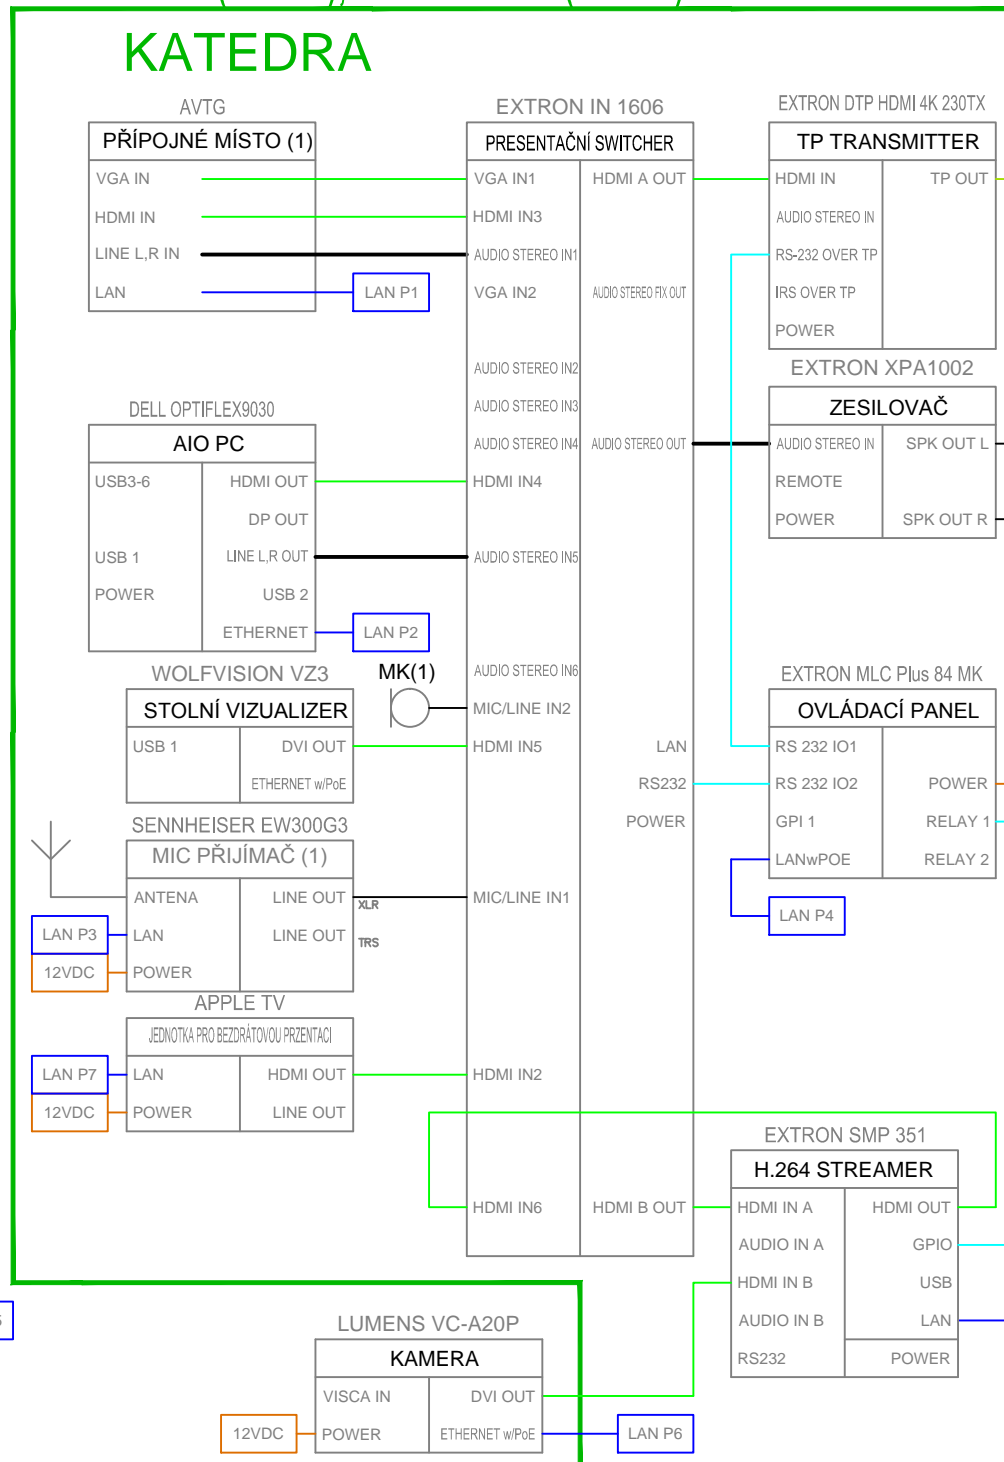 KATEDRA
AVTG
PŘÍPOJNÉ MÍSTO (1)
VGA IN
HDMI IN
LINE L,R IN
LAN
LAN P1
DELL OPTIFLEX9030
AIO PC
USB3-6
HDMI OUT
DP OUT
USB 1
LINE L,R OUT
POWER
USB 2
ETHERNET
LAN P2
WOLFVISION VZ3
STOLNÍ VIZUALIZER
USB 1
DVI OUT
ETHERNET w/PoE
MK(1)
SENNHEISER EW300G3
MIC PŘIJÍMAČ (1)
ANTENA
LINE OUT
XLR
LAN P3
LAN
LINE OUT
TRS
12VDC
POWER
APPLE TV
JEDNOTKA PRO BEZDRÁTOVOU PRZENTACI
LAN P7
LAN
HDMI OUT
12VDC
POWER
LINE OUT
EXTRON IN 1606
PRESENTAČNÍ SWITCHER
VGA IN1
HDMI A OUT
HDMI IN3
AUDIO STEREO IN1
VGA IN2
AUDIO STEREO FIX OUT
AUDIO STEREO IN2
AUDIO STEREO IN3
AUDIO STEREO IN4
AUDIO STEREO OUT
HDMI IN4
AUDIO STEREO IN5
AUDIO STEREO IN6
MIC/LINE IN2
HDMI IN5
LAN
RS232
POWER
MIC/LINE IN1
HDMI IN2
HDMI IN6
HDMI B OUT
EXTRON DTP HDMI 4K 230TX
TP TRANSMITTER
HDMI IN
TP OUT
AUDIO STEREO IN
RS-232 OVER TP
IRS OVER TP
POWER
EXTRON XPA1002
ZESILOVAČ
AUDIO STEREO IN
SPK OUT L
REMOTE
POWER
SPK OUT R
EXTRON MLC Plus 84 MK
OVLÁDACÍ PANEL
RS 232 IO1
RS 232 IO2
POWER
GPI 1
RELAY 1
LANwPOE
RELAY 2
LAN P4
EXTRON SMP 351
H.264 STREAMER
HDMI IN A
HDMI OUT
AUDIO IN A
GPIO
HDMI IN B
USB
AUDIO IN B
LAN
RS232
POWER
LUMENS VC-A20P
KAMERA
VISCA IN
DVI OUT
12VDC
POWER
ETHERNET w/PoE
LAN P6